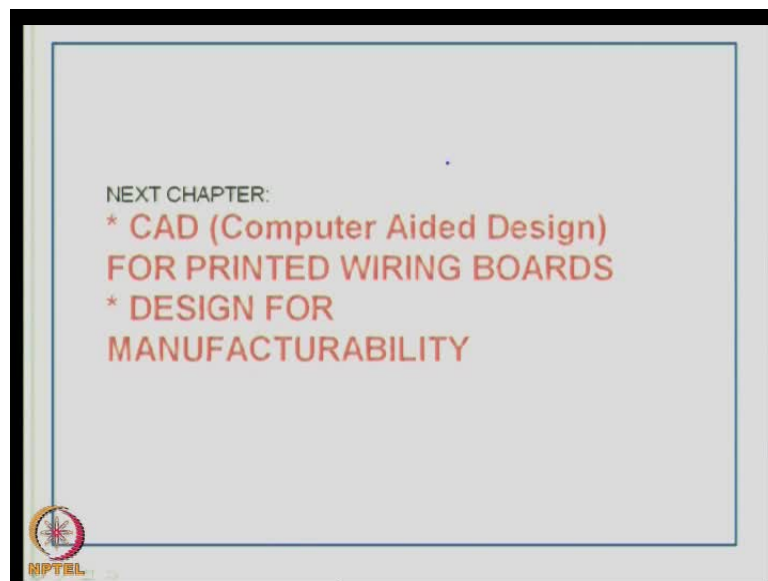 NEXT CHAPTER:
* CAD (Computer Aided Design)
FOR PRINTED WIRING BOARDS
* DESIGN FOR
MANUFACTURABILITY
NPTEL